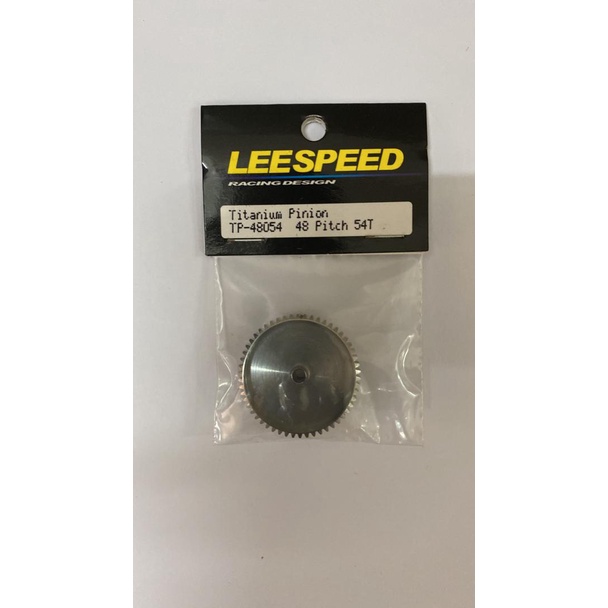 LEESPEED
RACING DESIGN
Titanium Pinion
TP-48054 48 Pitch 54T